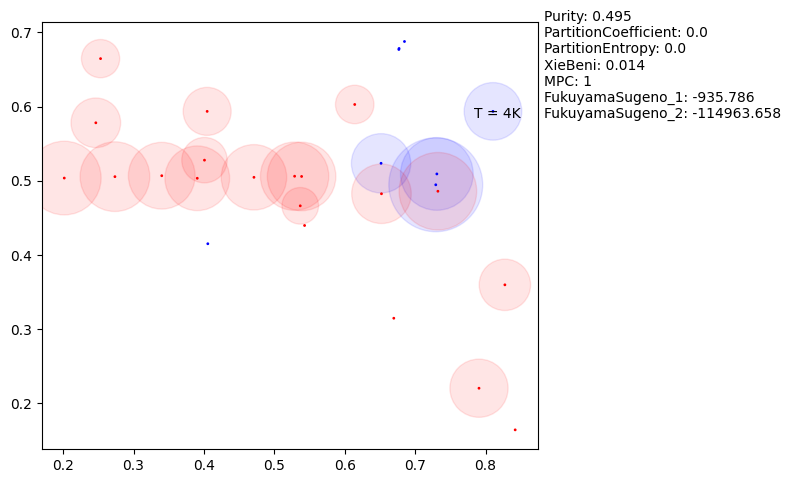 Purity: 0.495
PartitionCoefficient: 0.0
PartitionEntropy: 0.0
XieBeni: 0.014
MPC: 1
FukuyamaSugeno_1: -935.786
FukuyamaSugeno_2: -114963.658
T = 4K
0.7
0.6
0.5
0.4
0.3
0.2
0.2 0.3 0.4 0.5 0.6 0.7 0.8